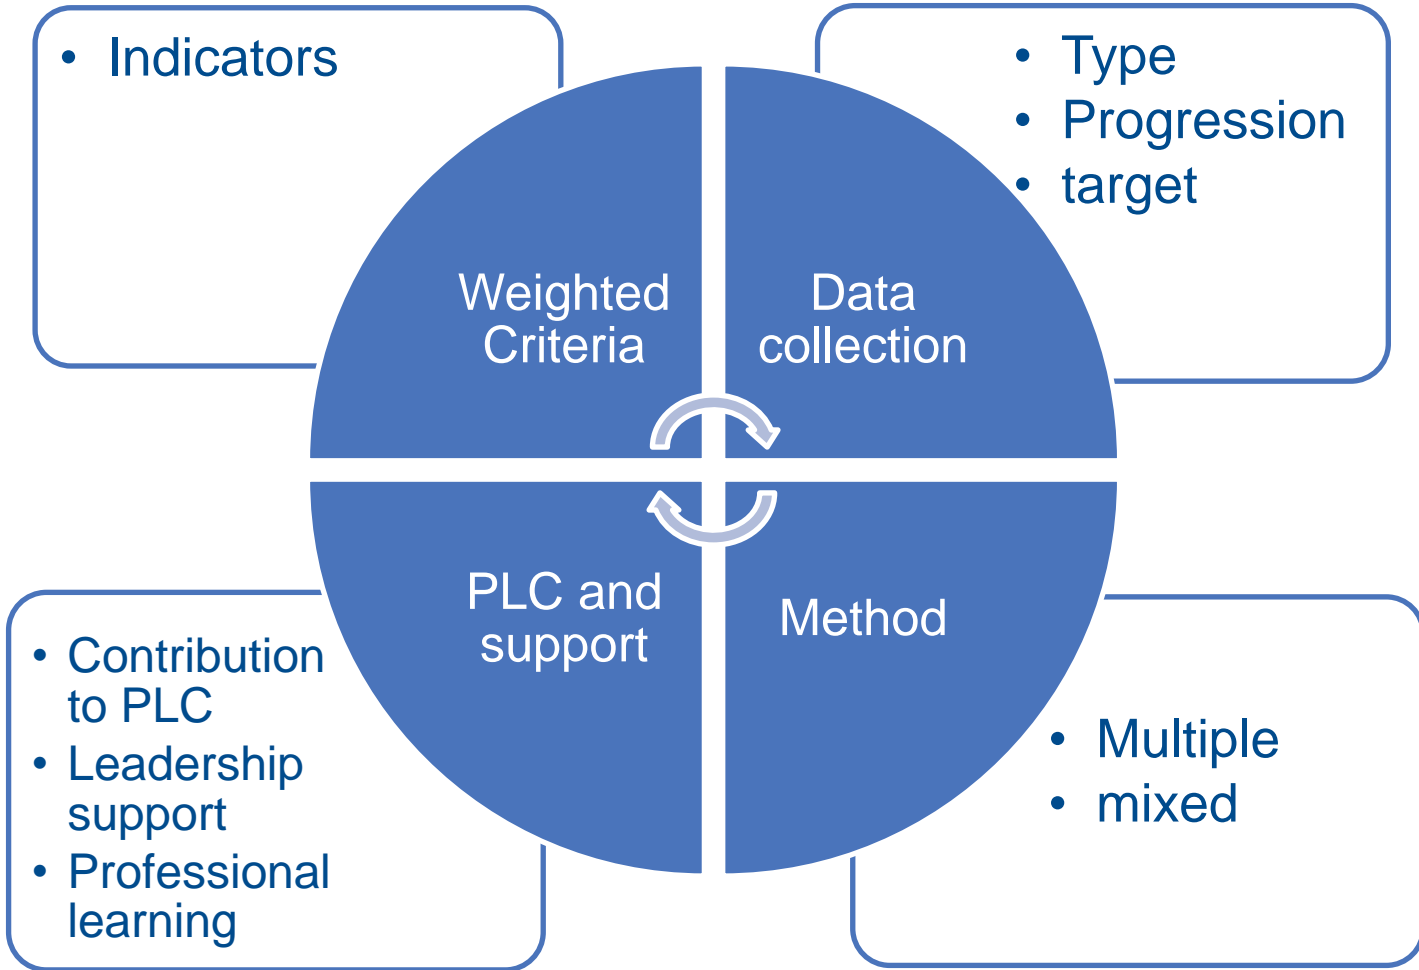 • Indicators
• Type
• Progression
• target
Weighted
Criteria
Data
collection
PLC and
support
Method
• Contribution
to PLC
• Leadership
support
• Professional
learning
• Multiple
• mixed